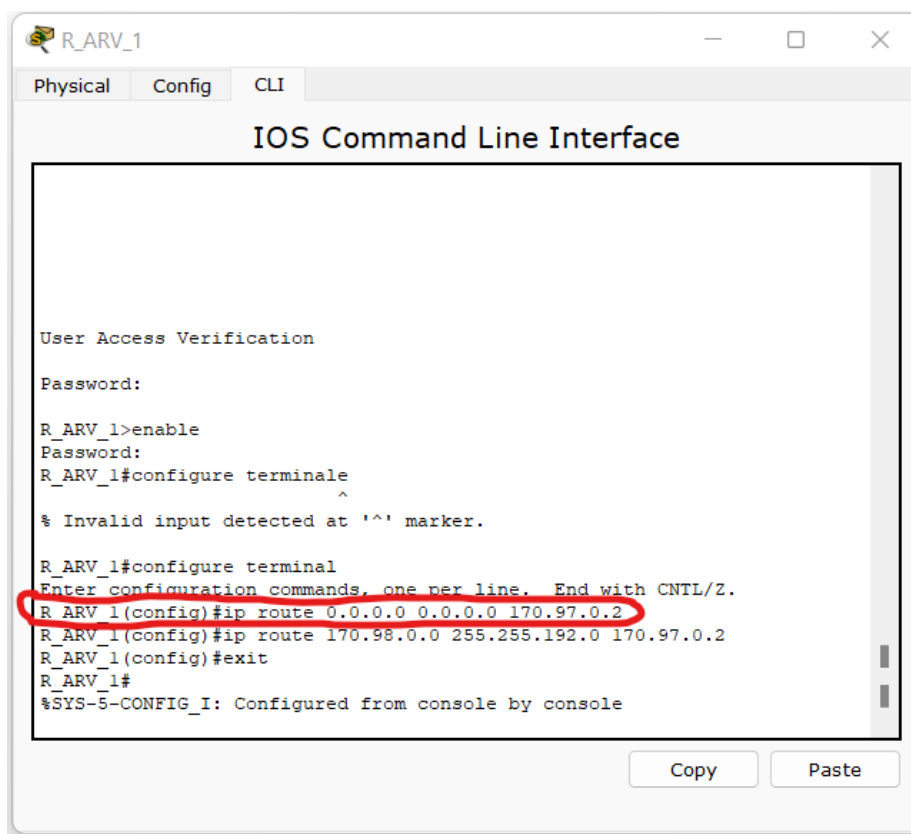 R_ARV_1
Physical Config CLI
IOS Command Line Interface
User Access Verification
Password:
R_ARV_1>enable
Password:
R_ARV_1#configure terminale
^
% Invalid input detected at '^' marker.
R_ARV_1#configure terminal
Enter configuration commands, one per line. End with CNTL/Z.
R_ARV_1(config)#ip route 0.0.0.0 0.0.0.0 170.97.0.2
R_ARV_1(config)#ip route 170.98.0.0 255.255.192.0 170.97.0.2
R_ARV_1(config)#exit
R_ARV_1#
%SYS-5-CONFIG_I: Configured from console by console
Copy Paste